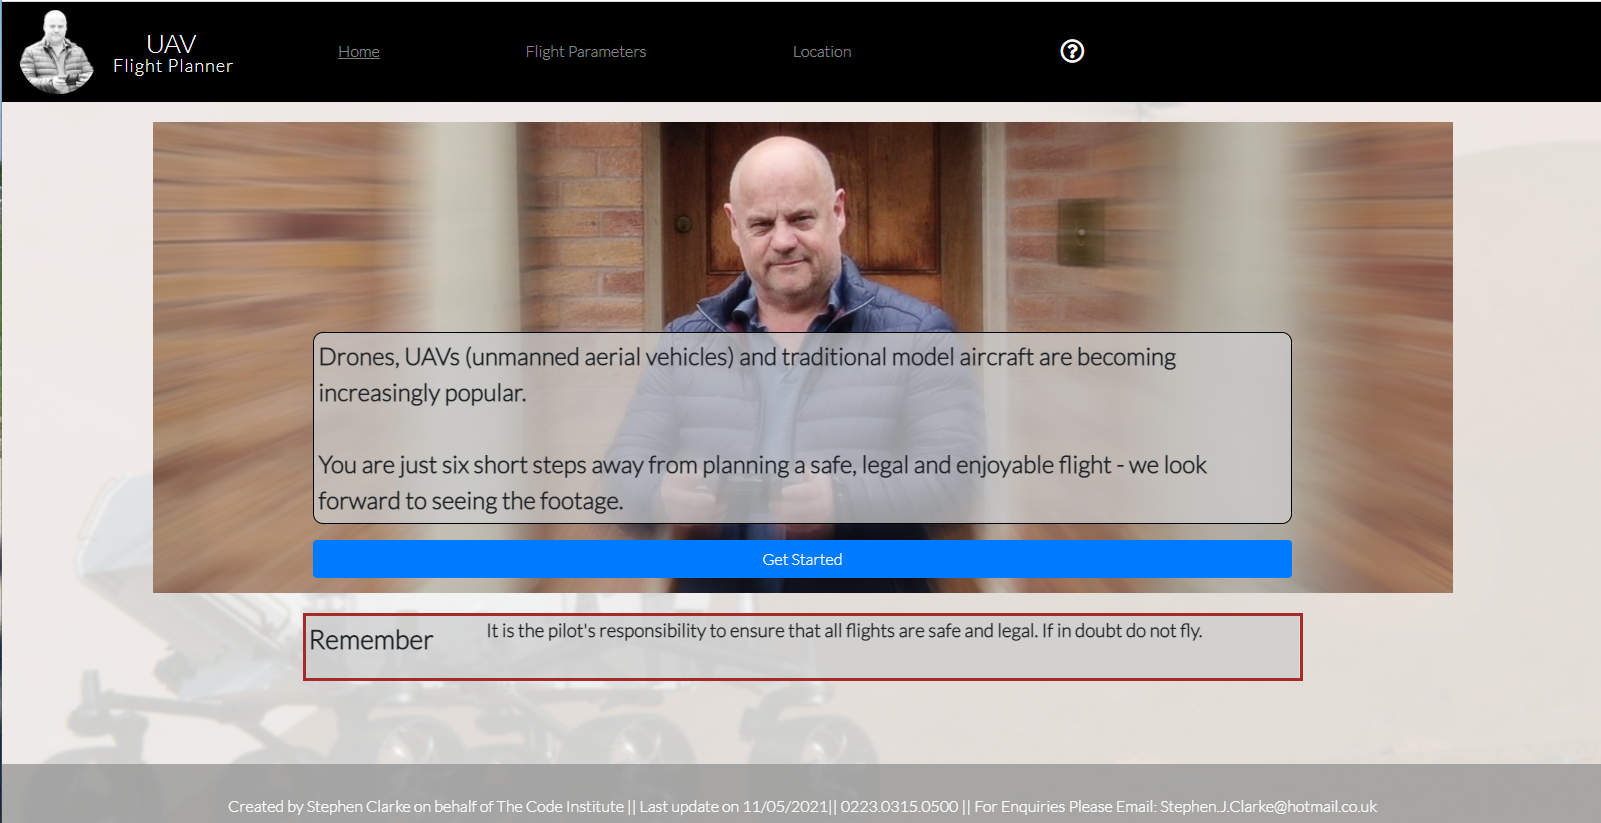 UAV
Flight Planner
Home
Flight Parameters
Location
Drones, UAVs (unmanned aerial vehicles) and traditional model aircraft are becoming
increasingly popular.
You are just six short steps away from planning a safe, legal and enjoyable flight - we look
forward to seeing the footage.
Get Started
Remember
It is the pilot's responsibility to ensure that all flights are safe and legal. If in doubt do not fly.
Created by Stephen Clarke on behalf of The Code Institute || Last update on 11/05/2021|| 0223.0315.0500 || For Enquiries Please Email: Stephen.J.Clarke@hotmail.co.uk